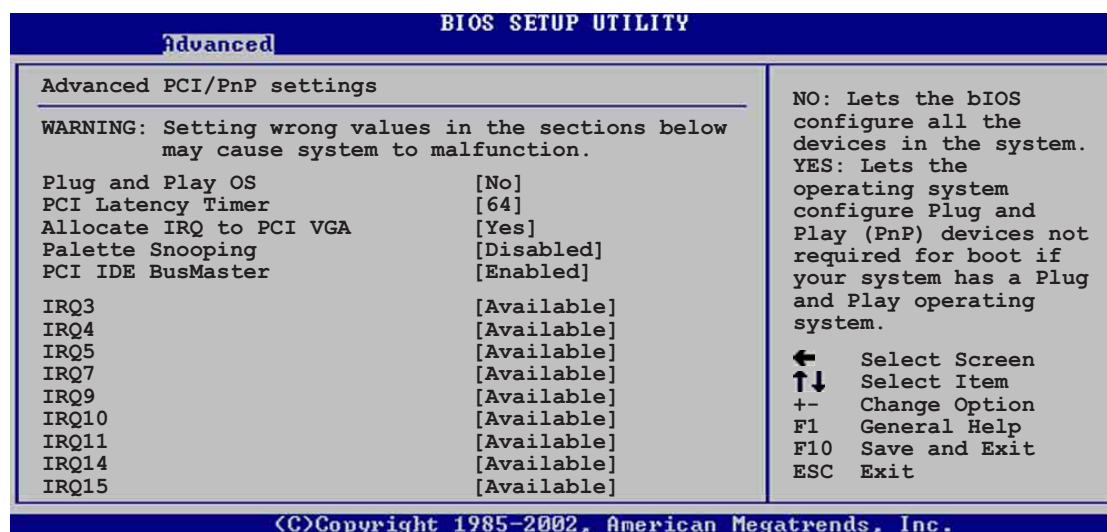 BIOS SETUP UTILITY
Advanced
Advanced PCI/PnP settings
WARNING: Setting wrong values in the sections below
may cause system to malfunction.
Plug and Play OS [No]
PCI Latency Timer [64]
Allocate IRQ to PCI VGA [Yes]
Palette Snooping [Disabled]
PCI IDE BusMaster [Enabled]
IRQ3 [Available]
IRQ4 [Available]
IRQ5 [Available]
IRQ7 [Available]
IRQ9 [Available]
IRQ10 [Available]
IRQ11 [Available]
IRQ14 [Available]
IRQ15 [Available]
NO: Lets the bIOS
configure all the
devices in the system.
YES: Lets the
operating system
configure Plug and
Play (PnP) devices not
required for boot if
your system has a Plug
and Play operating
system.
← Select Screen
↑↓ Select Item
+- Change Option
F1 General Help
F10 Save and Exit
ESC Exit
(C)Copyright 1985-2002, American Megatrends, Inc.